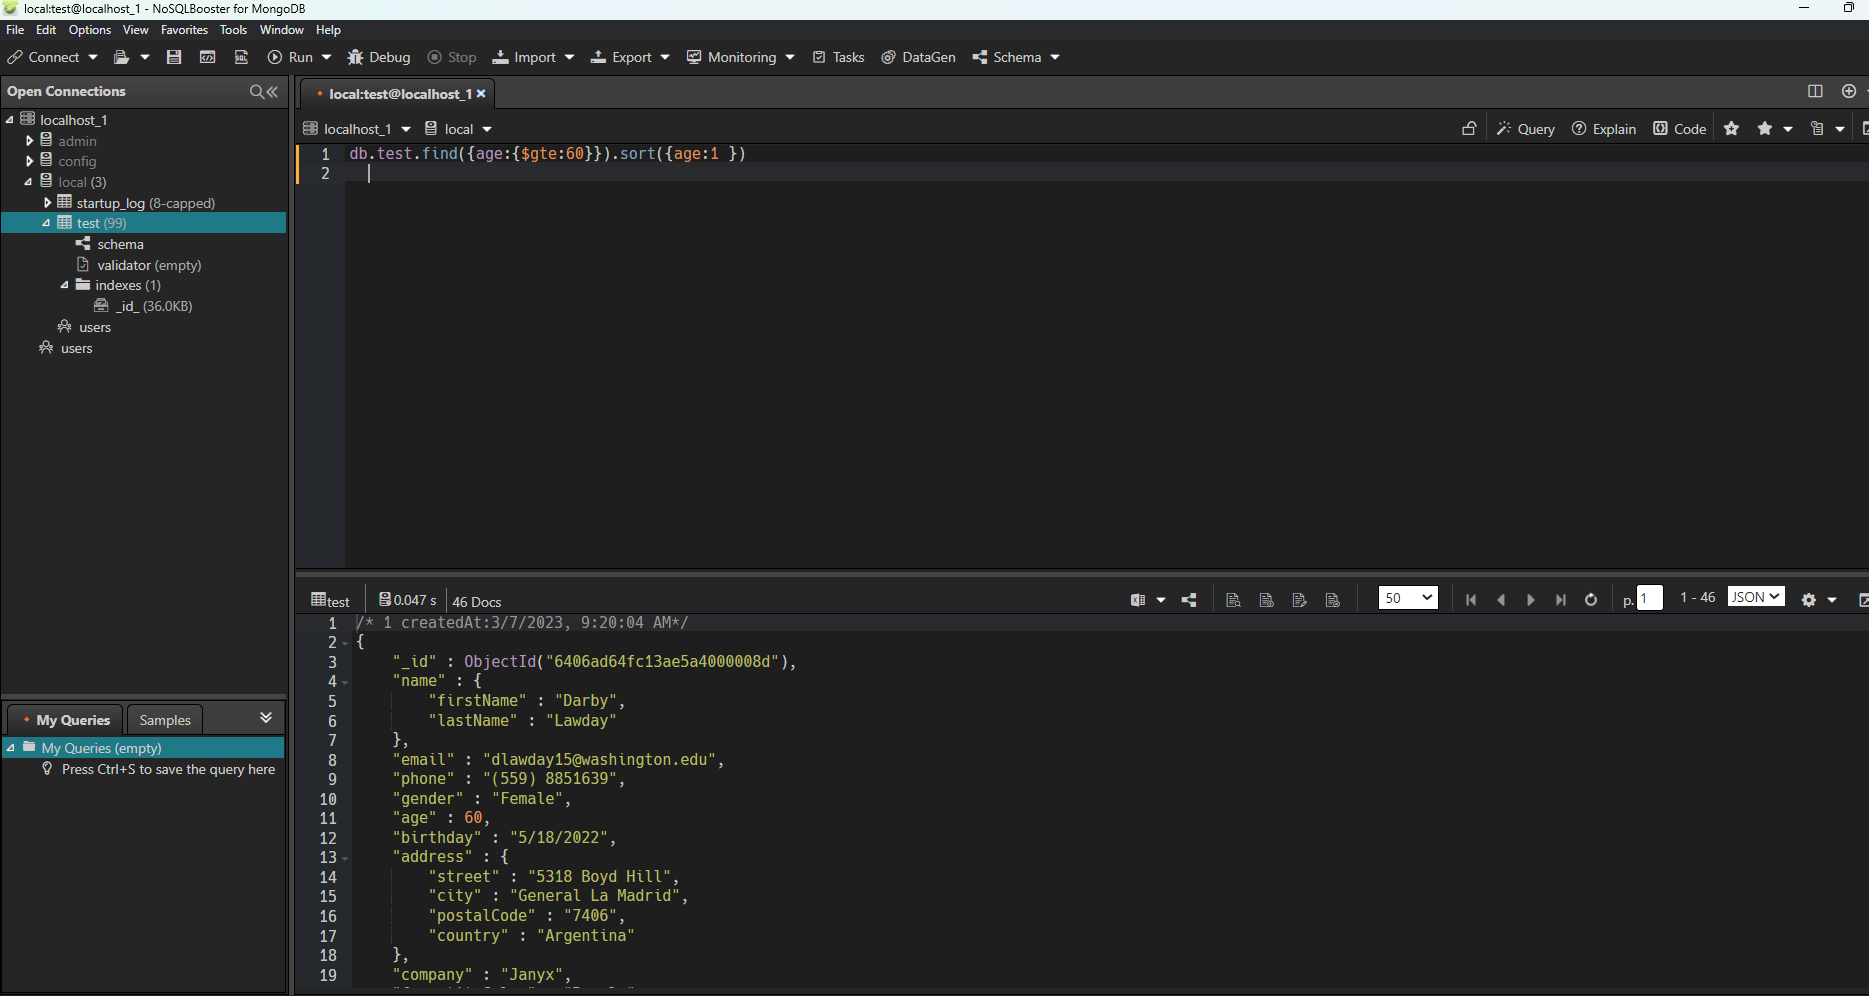 local:test@localhost_1 - NoSQLBooster for MongoDB
File Edit Options View Favorites Tools Window Help
Connect Run Debug Stop Import Export Monitoring Tasks DataGen Schema
Open Connections
localhost_1
admin
config
local (3)
startup_log (8-capped)
test (99)
schema
validator (empty)
indexes (1)
_id_ (36.0KB)
users
users
My Queries Samples
My Queries (empty)
Press Ctrl+S to save the query here
local:test@localhost_1
localhost_1 local Query Explain Code
1 db.test.find({age:{$gte:60}}).sort({age:1 })
2
test 0.047 s 46 Docs 50 p. 1 1 - 46 JSON
1 /* 1 createdAt:3/7/2023, 9:20:04 AM*/
2 {
3 "_id" : ObjectId("6406ad64fc13ae5a4000008d"),
4 "name" : {
5 "firstName" : "Darby",
6 "lastName" : "Lawday"
7 },
8 "email" : "dlawday15@washington.edu",
9 "phone" : "(559) 8851639",
10 "gender" : "Female",
11 "age" : 60,
12 "birthday" : "5/18/2022",
13 "address" : {
14 "street" : "5318 Boyd Hill",
15 "city" : "General La Madrid",
16 "postalCode" : "7406",
17 "country" : "Argentina"
18 },
19 "company" : "Janyx",